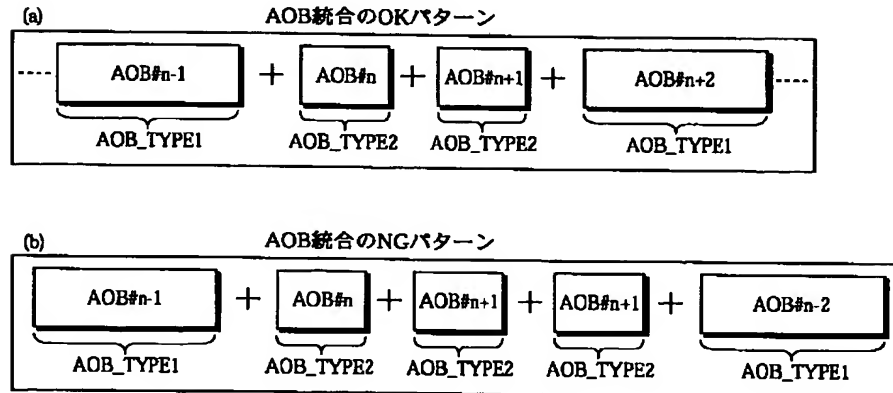 (a) AOB統合のOKパターン
AOB#n-1 + AOB#n + AOB#n+1 + AOB#n+2
AOB_TYPE1 AOB_TYPE2 AOB_TYPE2 AOB_TYPE1
(b) AOB統合のNGパターン
AOB#n-1 + AOB#n + AOB#n+1 + AOB#n+1 + AOB#n-2
AOB_TYPE1 AOB_TYPE2 AOB_TYPE2 AOB_TYPE2 AOB_TYPE1